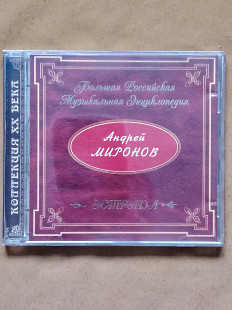 Большая Российская
Музыкальная Энциклопедия
Андрей
МИРОНОВ
ЭСТРАДА
КОЛЛЕКЦИЯ XX ВЕКА